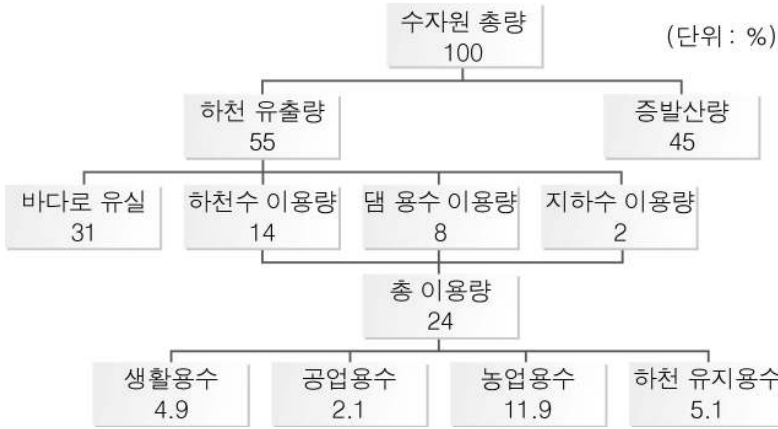 수자원 총량
100
(단위 : %)
하천 유출량
55
증발산량
45
바다로 유실
31
하천수 이용량
14
댐 용수 이용량
8
지하수 이용량
2
총 이용량
24
생활용수
4.9
공업용수
2.1
농업용수
11.9
하천 유지용수
5.1